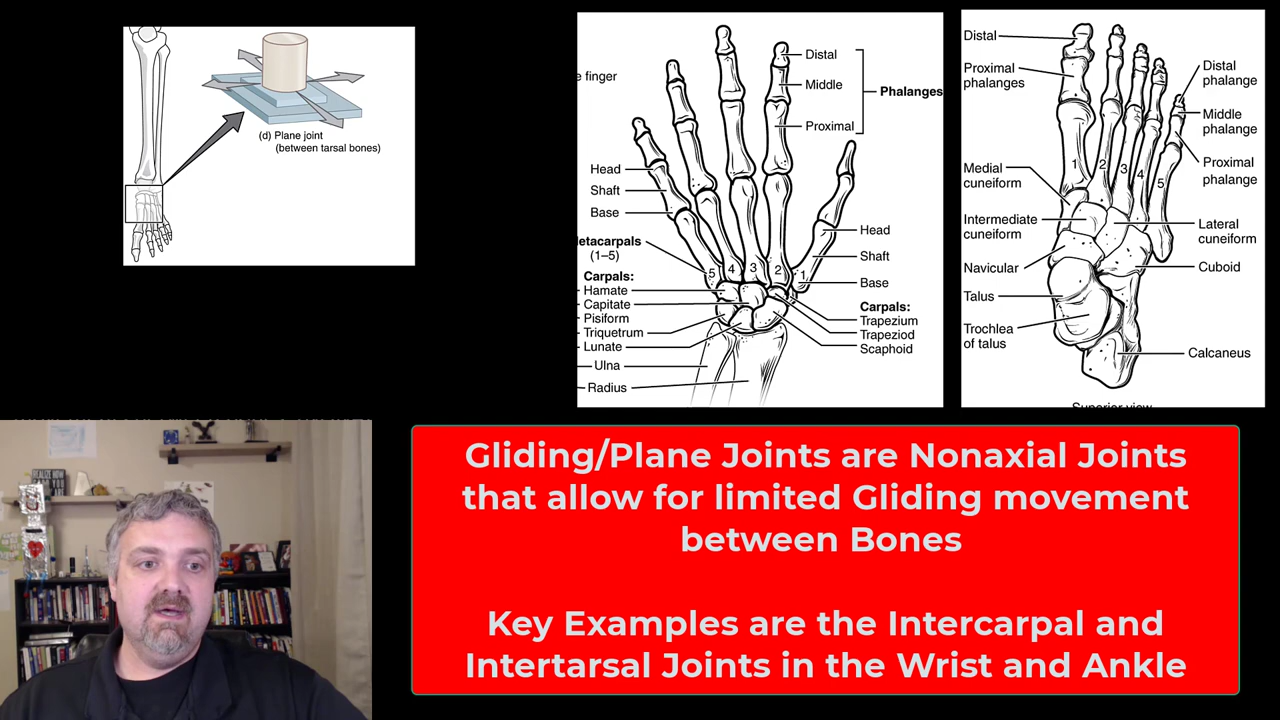 (d) Plane joint
(between tarsal bones)
e finger
Distal
Middle
Proximal
Phalanges
Head
Shaft
Base
etacarpals
(1–5)
5
4
3
2
1
Head
Shaft
Base
Carpals:
Hamate
Capitate
Pisiform
Triquetrum
Lunate
Ulna
Radius
Carpals:
Trapezium
Trapeziod
Scaphoid
Distal
Proximal
phalanges
Distal
phalange
Middle
phalange
Proximal
phalange
1
2
3
4
5
Medial
cuneiform
Intermediate
cuneiform
Navicular
Talus
Trochlea
of talus
Lateral
cuneiform
Cuboid
Calcaneus
Superior view
Gliding/Plane Joints are Nonaxial Joints
that allow for limited Gliding movement
between Bones
Key Examples are the Intercarpal and
Intertarsal Joints in the Wrist and Ankle